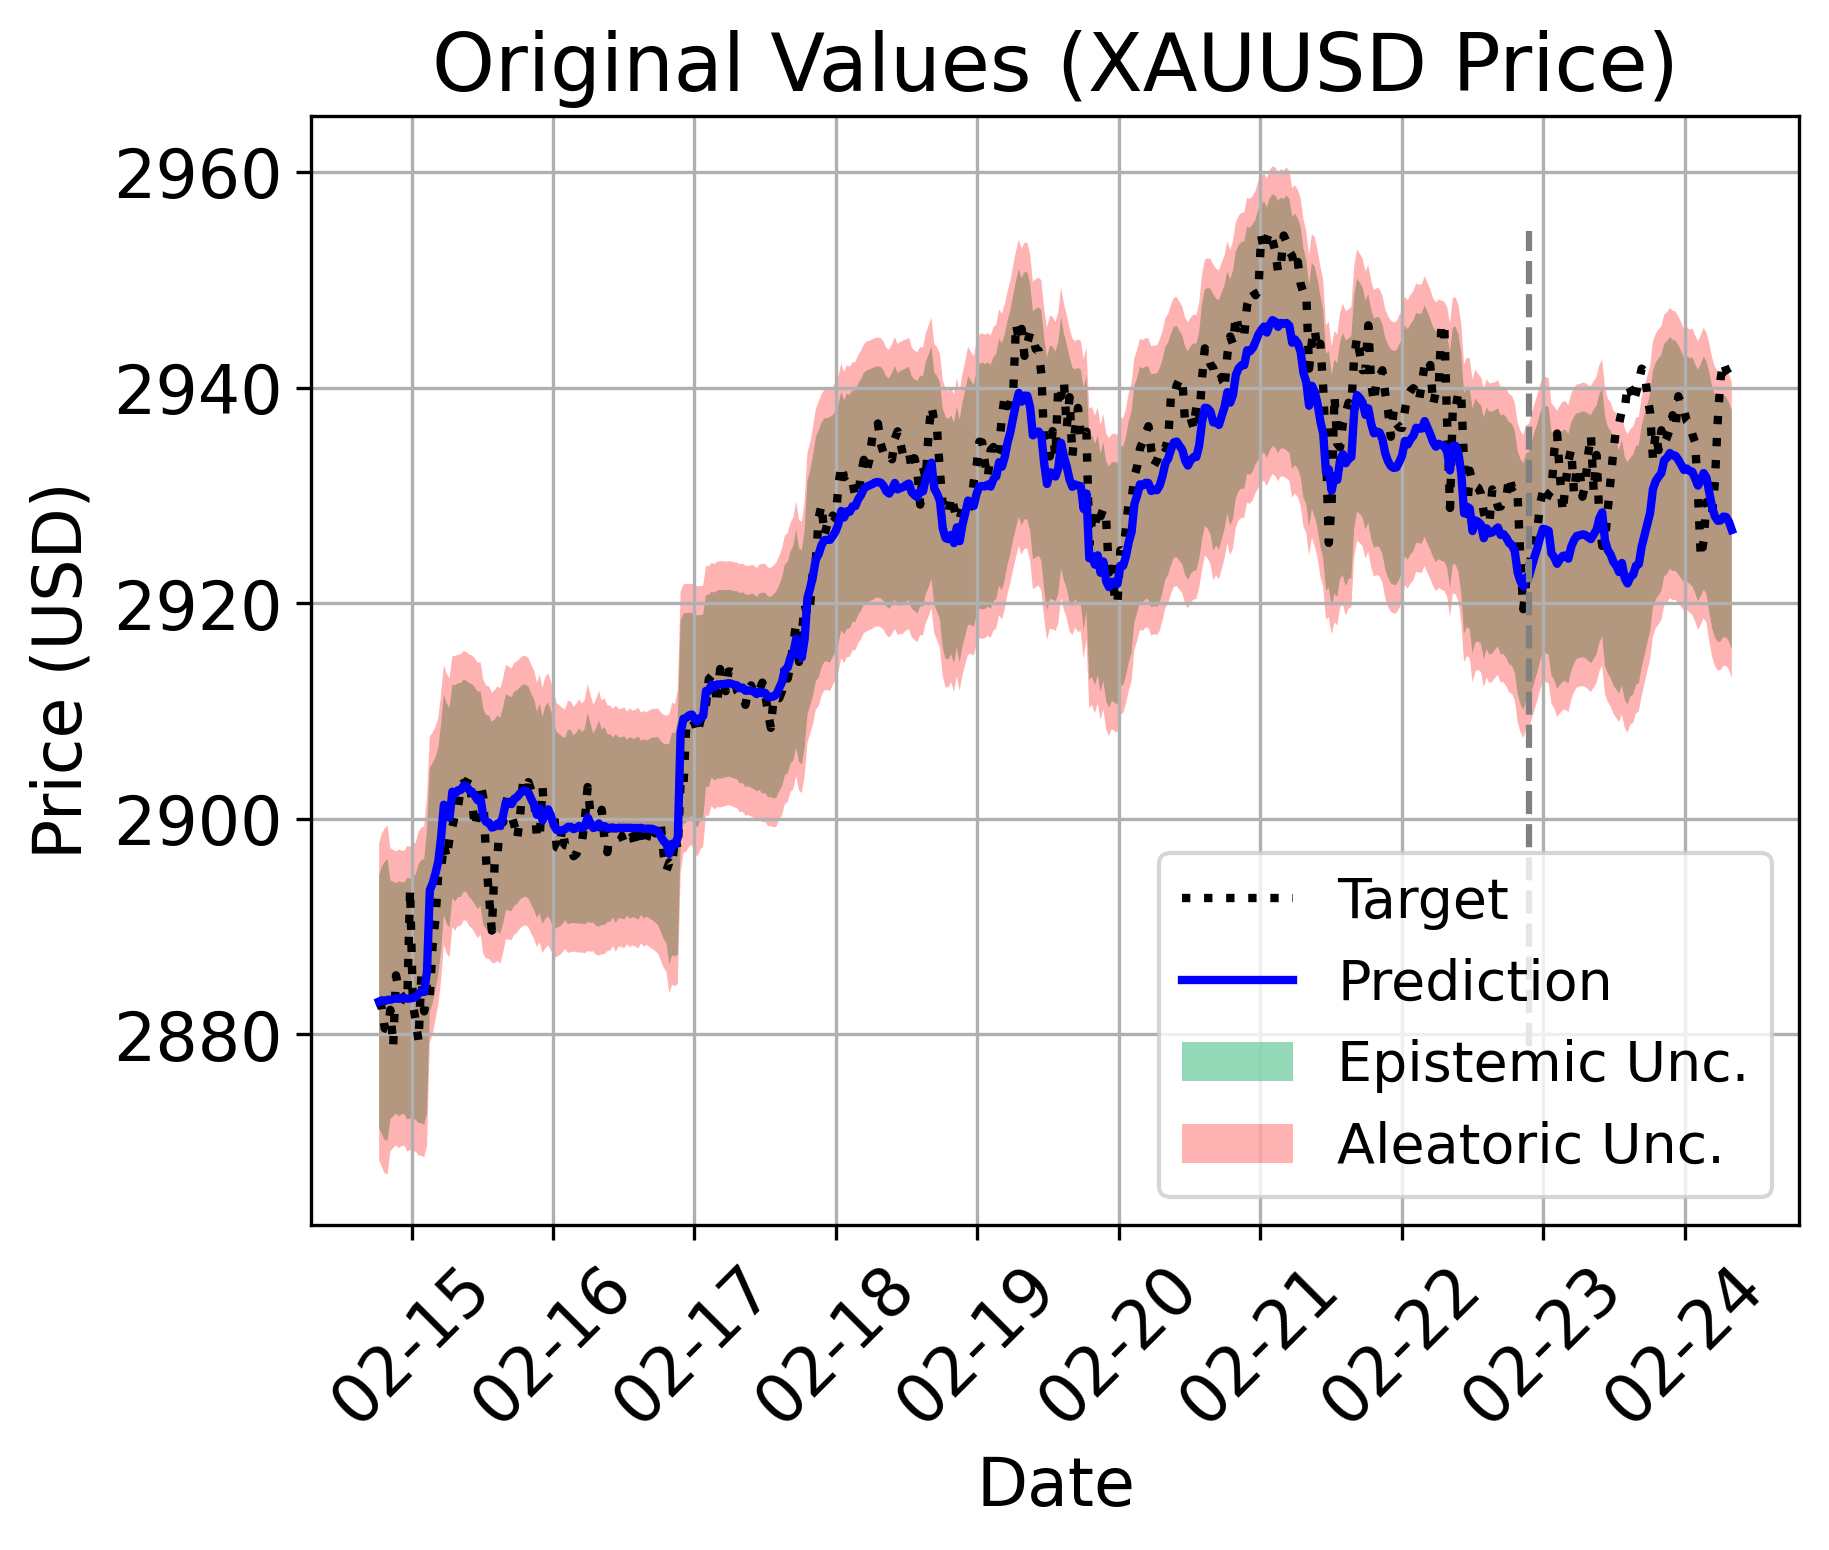 Original Values (XAUUSD Price)
Price (USD)
2960
2940
2920
2900
2880
Target
Prediction
Epistemic Unc.
Aleatoric Unc.
02-15
02-16
02-17
02-18
02-19
02-20
02-21
02-22
02-23
02-24
Date